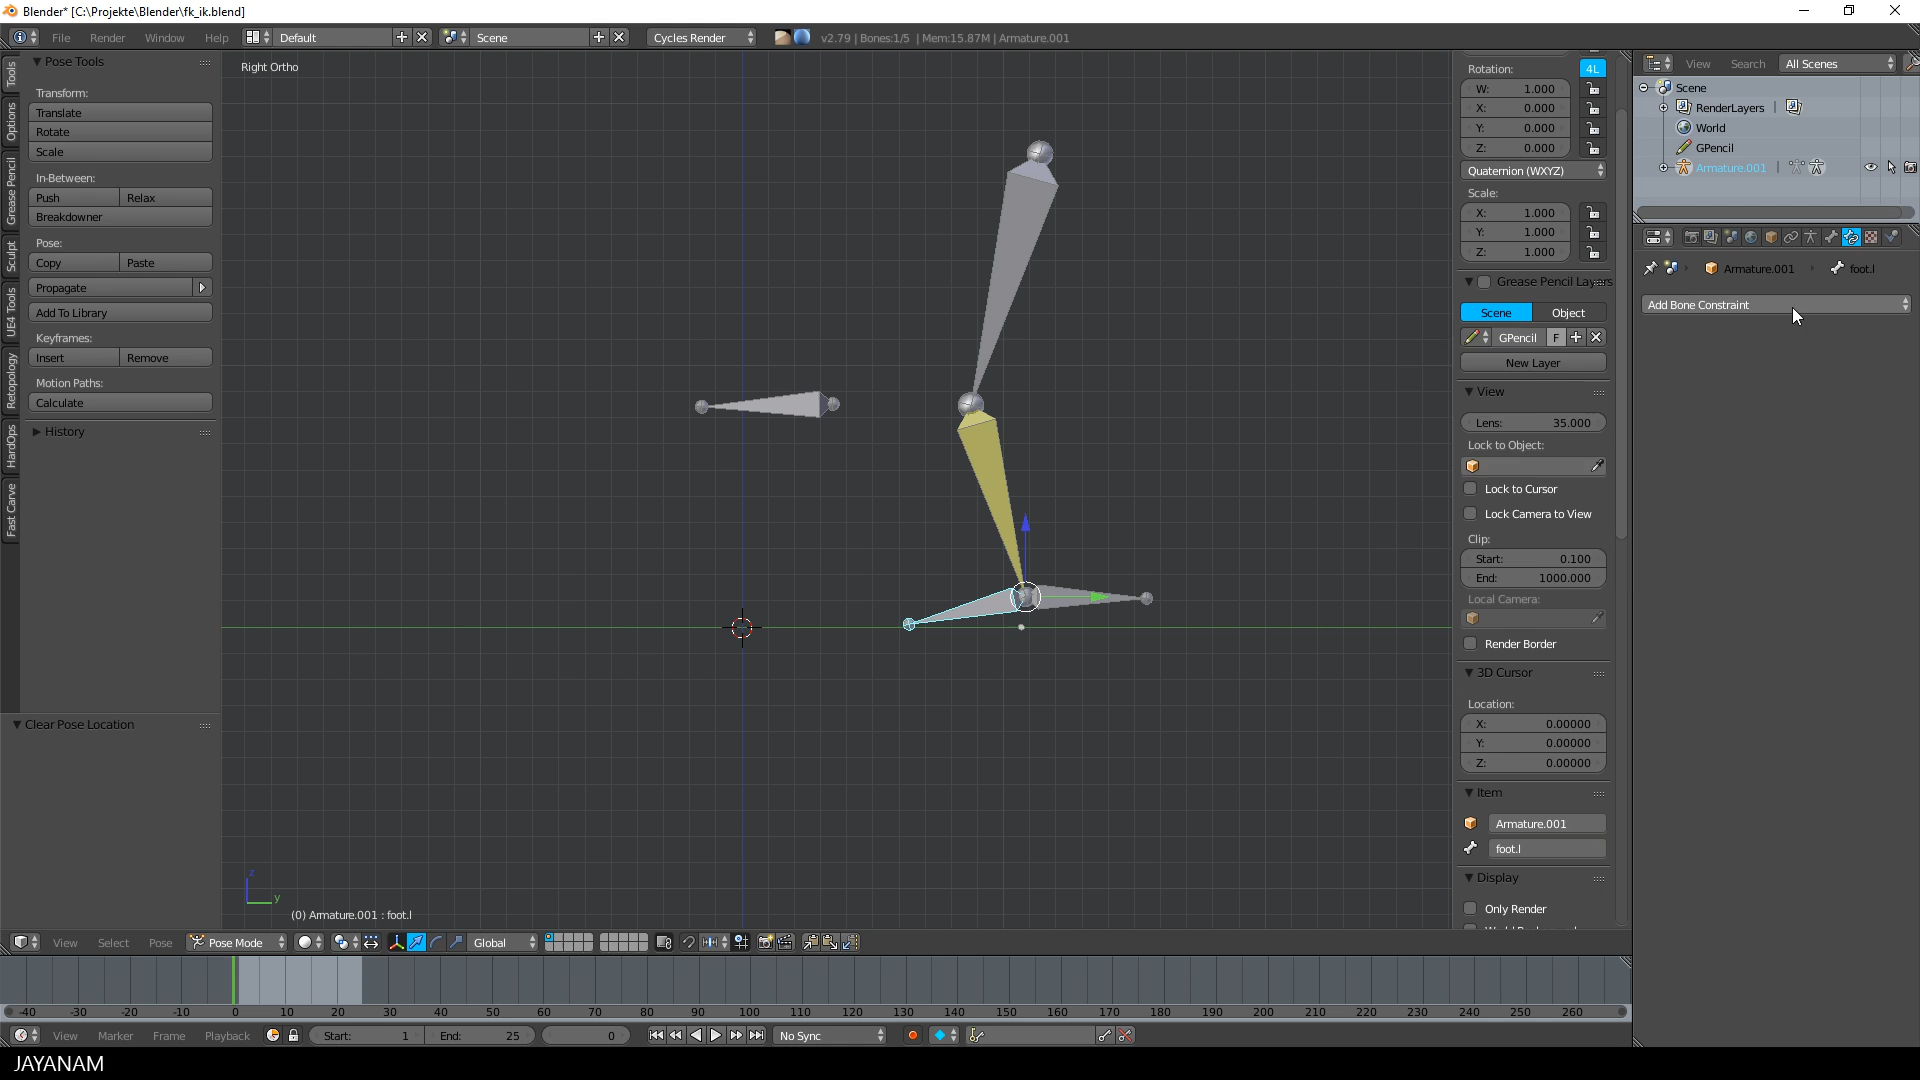 Blender* [C:\Projekte\Blender\fk_ik.blend]
File Render Window Help Default Scene Cycles Render v2.79 | Bones:1/5 | Mem:15.87M | Armature.001
Tools
Options
Grease Pencil
Sculpt
UE4 Tools
Retopology
HardOps
Fast Carve
Pose Tools
Transform:
Translate
Rotate
Scale
In-Between:
Push Relax
Breakdowner
Pose:
Copy Paste
Propagate
Add To Library
Keyframes:
Insert Remove
Motion Paths:
Calculate
History
Clear Pose Location
Right Ortho
z
y
(0) Armature.001 : foot.l
Rotation: 4L
W: 1.000
X: 0.000
Y: 0.000
Z: 0.000
Quaternion (WXYZ)
Scale:
X: 1.000
Y: 1.000
Z: 1.000
Grease Pencil Layers
Scene Object
GPencil F
New Layer
View
Lens: 35.000
Lock to Object:
Lock to Cursor
Lock Camera to View
Clip:
Start: 0.100
End: 1000.000
Local Camera:
Render Border
3D Cursor
Location:
X: 0.00000
Y: 0.00000
Z: 0.00000
Item
Armature.001
foot.l
Display
Only Render
View Search All Scenes
Scene
RenderLayers |
World
GPencil
Armature.001 |
Armature.001 foot.l
Add Bone Constraint
View Select Pose Pose Mode Global
-40 -30 -20 -10 0 10 20 30 40 50 60 70 80 90 100 110 120 130 140 150 160 170 180 190 200 210 220 230 240 250 260
View Marker Frame Playback Start: 1 End: 25 0 No Sync
JAYANAM